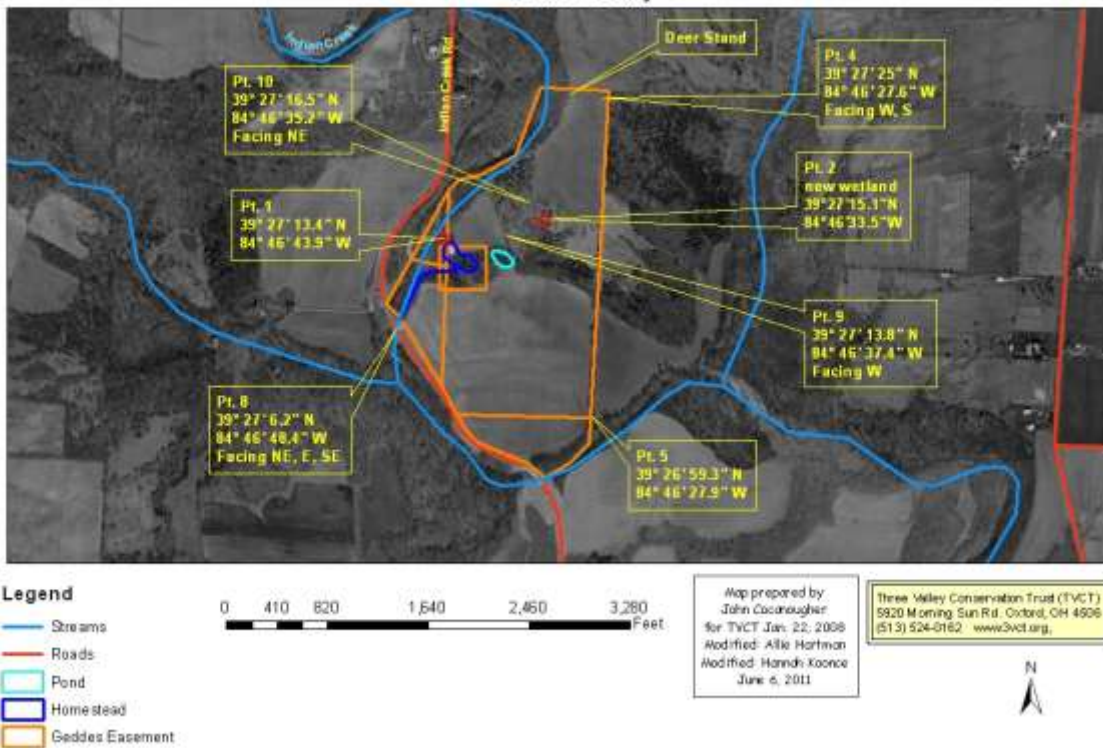 Indian Creek
Indian Creek Rd
Deer Stand
Pt. 10
39° 27' 16.5" N
84° 46' 35.2" W
Facing NE
Pt. 4
39° 27' 25" N
84° 46' 27.6" W
Facing W, S
Pt. 2
new wetland
39° 27' 15.1" N
84° 46' 33.5" W
Pt. 1
39° 27' 13.4" N
84° 46' 43.9" W
Pt. 9
39° 27' 13.8" N
84° 46' 37.4" W
Facing W
Pt. 8
39° 27' 6.2" N
84° 46' 48.4" W
Facing NE, E, SE
Pt. 5
39° 26' 59.3" N
84° 46' 27.9" W
Legend
Streams
Roads
Pond
Homestead
Geddes Easement
0 410 820 1,640 2,460 3,280
Feet
Map prepared by
John Cocanougher
for TVCT Jan. 22, 2008
Modified: Allie Hartman
Modified: Hannah Koonce
June 6, 2011
Three Valley Conservation Trust (TVCT)
5920 Morning Sun Rd. Oxford, OH
(513) 524-0162 www.3vct.org,
N